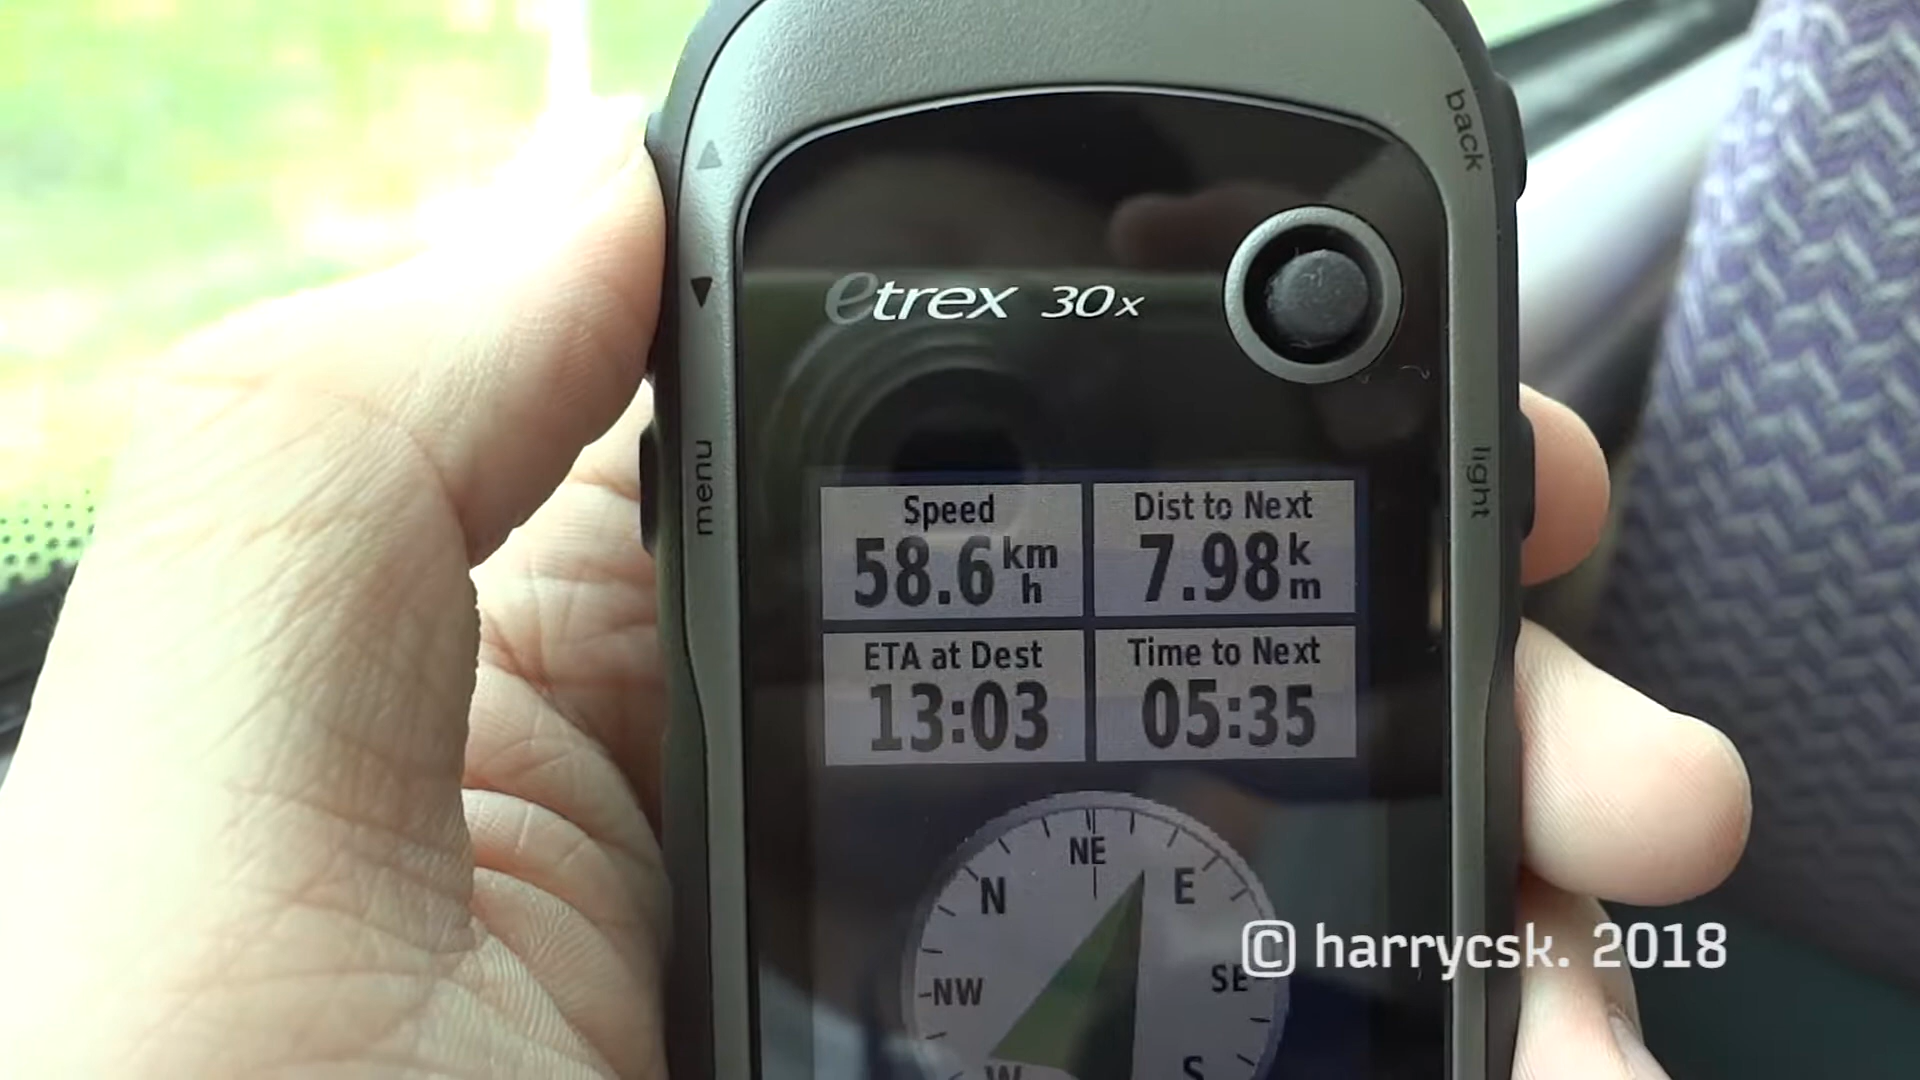 back
etrex 30x
menu
light
Speed
58.6 km h
Dist to Next
7.98 k m
ETA at Dest
13:03
Time to Next
05:35
NE
N
E
NW
SE
W
S
© harrycsk. 2018